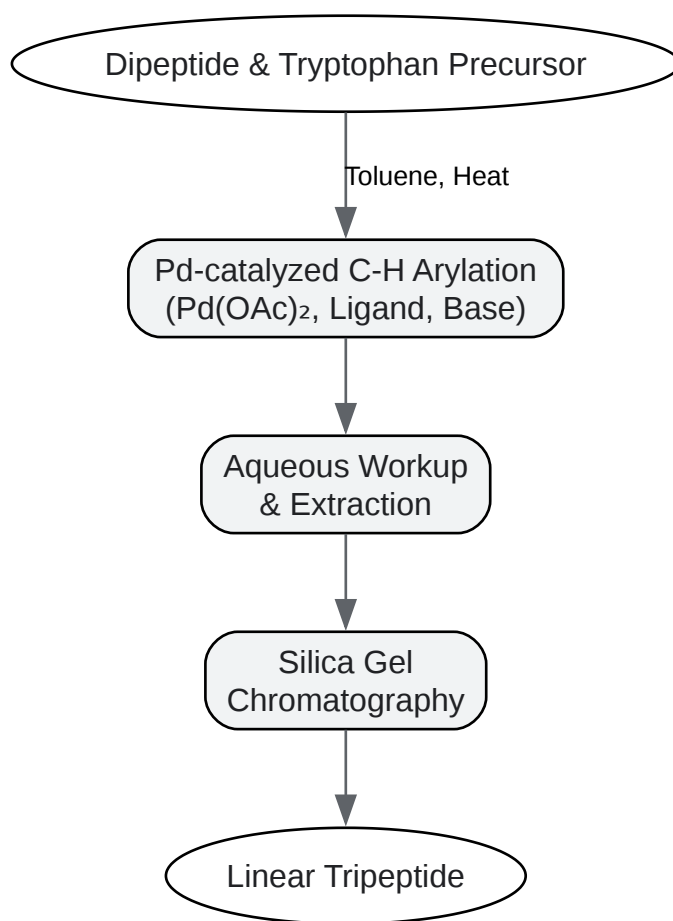 Dipeptide & Tryptophan Precursor
Toluene, Heat
Pd-catalyzed C-H Arylation
(Pd(OAc)₂, Ligand, Base)
Aqueous Workup
& Extraction
Silica Gel
Chromatography
Linear Tripeptide